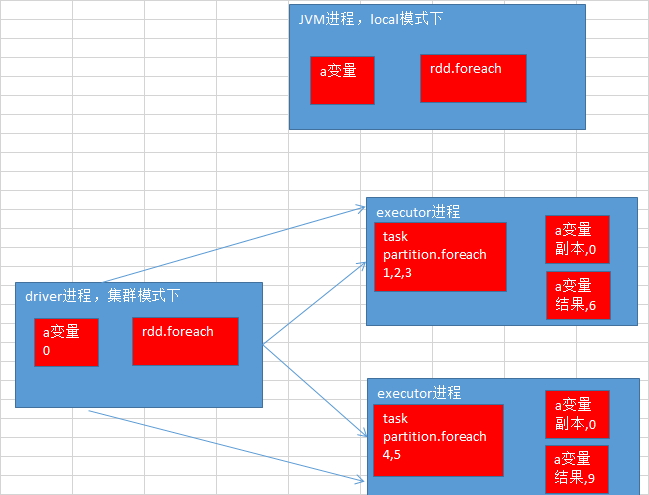 JVM进程，local模式下
a变量
rdd.foreach
executor进程
task
partition.foreach
1,2,3
a变量
副本,0
a变量
结果,6
driver进程，集群模式下
a变量
0
rdd.foreach
executor进程
task
partition.foreach
4,5
a变量
副本,0
a变量
结果,9